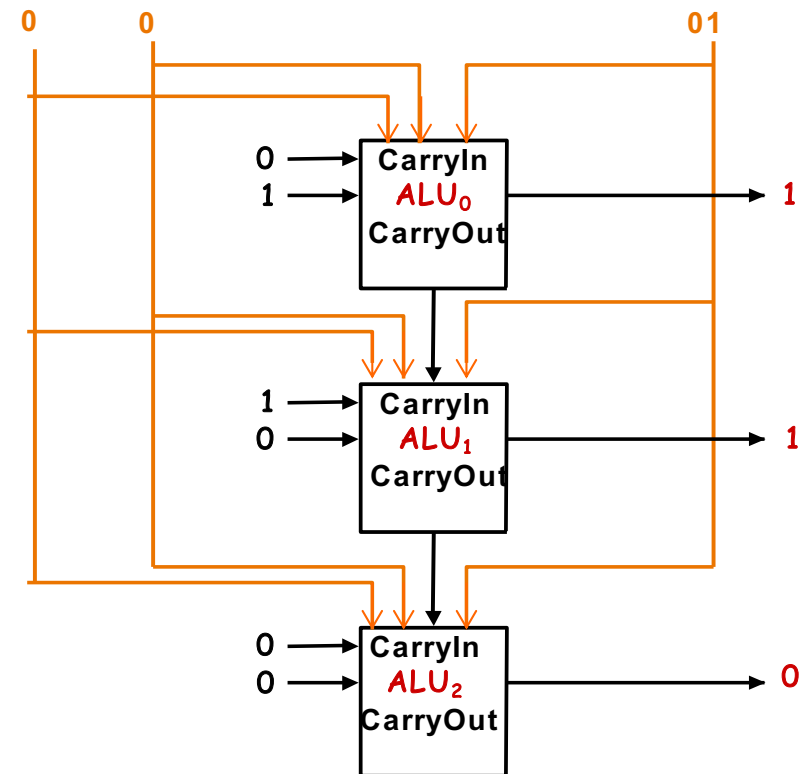 0 0 01
0 CarryIn
1 ALU₀ 1
CarryOut
1 CarryIn
0 ALU₁ 1
CarryOut
0 CarryIn
0 ALU₂ 0
CarryOut